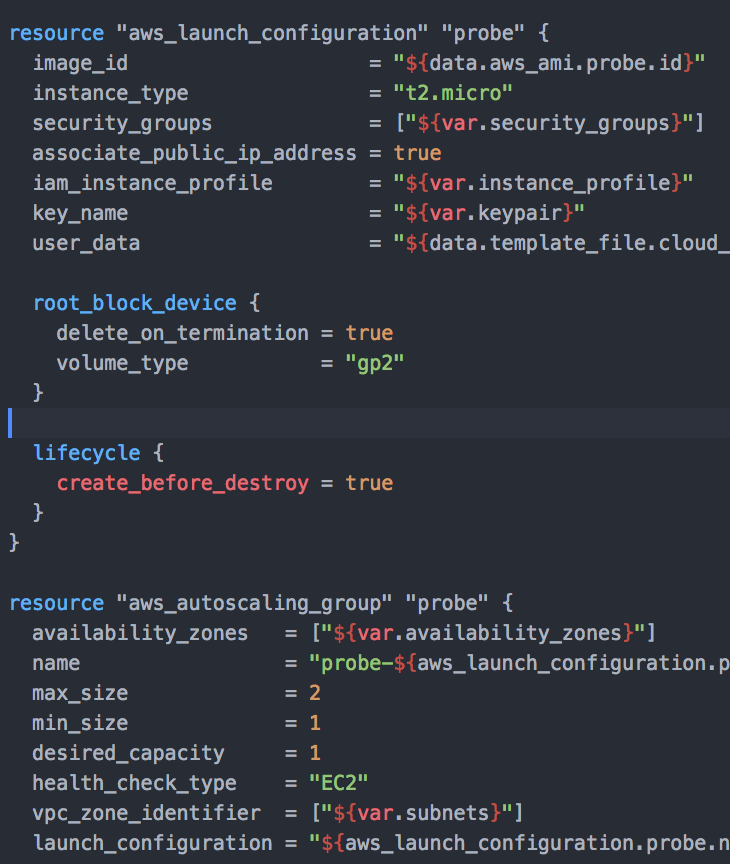 resource "aws_launch_configuration" "probe" {
  image_id                    = "${data.aws_ami.probe.id}"
  instance_type               = "t2.micro"
  security_groups             = ["${var.security_groups}"]
  associate_public_ip_address = true
  iam_instance_profile        = "${var.instance_profile}"
  key_name                    = "${var.keypair}"
  user_data                   = "${data.template_file.cloud_
  root_block_device {
    delete_on_termination = true
    volume_type           = "gp2"
  }
  lifecycle {
    create_before_destroy = true
  }
}
resource "aws_autoscaling_group" "probe" {
  availability_zones   = ["${var.availability_zones}"]
  name                 = "probe-${aws_launch_configuration.p
  max_size             = 2
  min_size             = 1
  desired_capacity     = 1
  health_check_type    = "EC2"
  vpc_zone_identifier  = ["${var.subnets}"]
  launch_configuration = "${aws_launch_configuration.probe.n